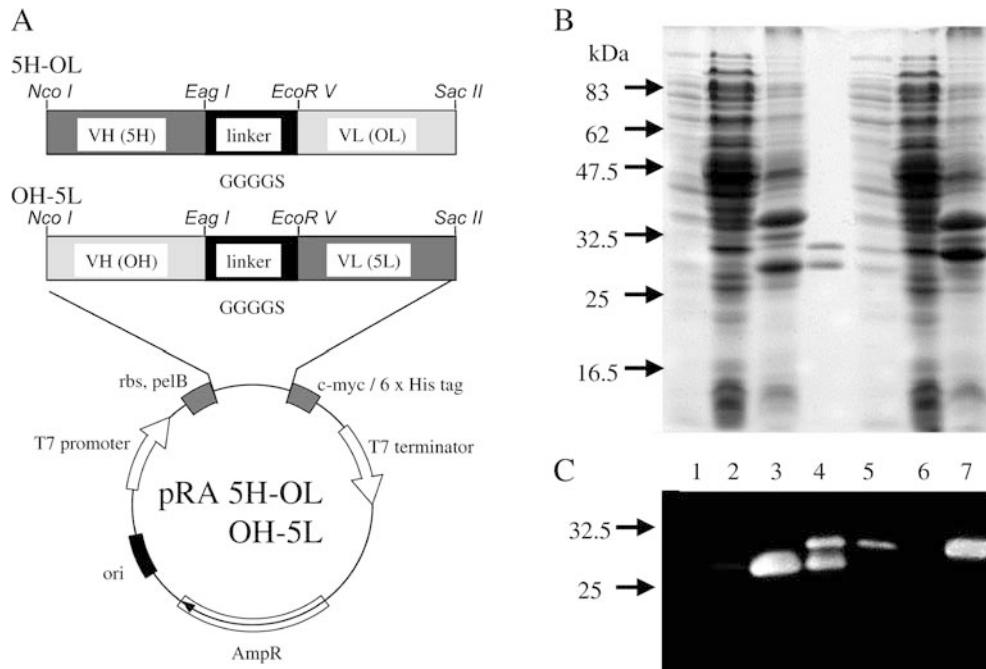 A
5H-OL
Nco I Eag I EcoR V Sac II
VH (5H) linker VL (OL)
GGGGS
OH-5L
Nco I Eag I EcoR V Sac II
VH (OH) linker VL (5L)
GGGGS
rbs, pelB
c-myc / 6 x His tag
T7 promoter
T7 terminator
pRA 5H-OL
OH-5L
ori
AmpR
B
kDa
83
62
47.5
32.5
25
16.5
C
1 2 3 4 5 6 7
32.5
25